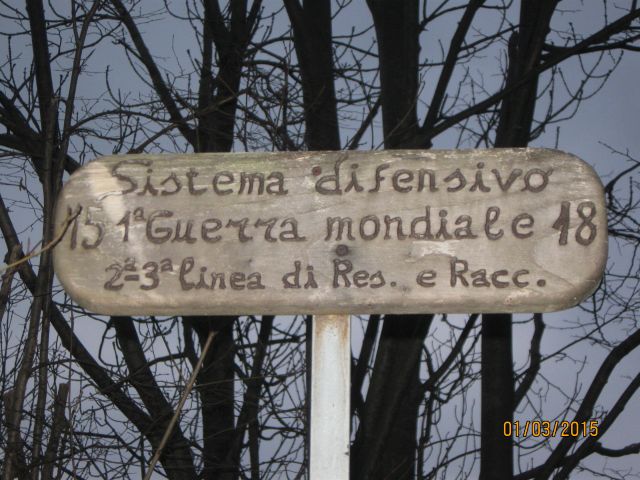 Sistema difensivo
15 1ª Guerra mondiale 18
2ª-3ª linea di Res. e Racc.
01/03/2015